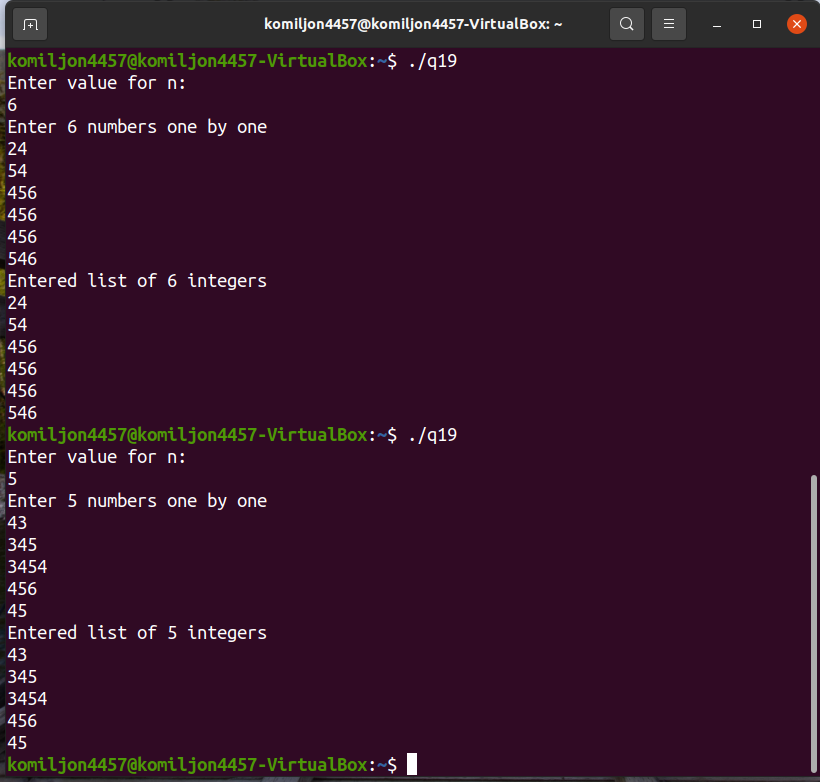 komiljon4457@komiljon4457-VirtualBox: ~
komiljon4457@komiljon4457-VirtualBox:~$ ./q19
Enter value for n:
6
Enter 6 numbers one by one
24
54
456
456
456
546
Entered list of 6 integers
24
54
456
456
456
546
komiljon4457@komiljon4457-VirtualBox:~$ ./q19
Enter value for n:
5
Enter 5 numbers one by one
43
345
3454
456
45
Entered list of 5 integers
43
345
3454
456
45
komiljon4457@komiljon4457-VirtualBox:~$